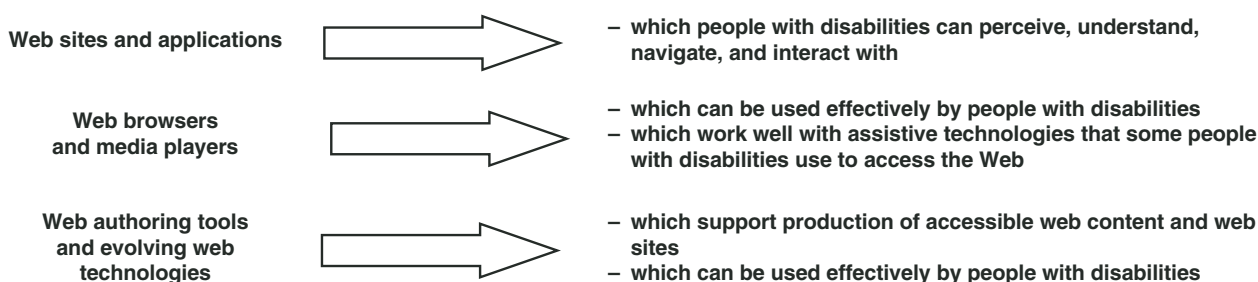 Web sites and applications
– which people with disabilities can perceive, understand,
navigate, and interact with
Web browsers
and media players
– which can be used effectively by people with disabilities
– which work well with assistive technologies that some people
with disabilities use to access the Web
Web authoring tools
and evolving web
technologies
– which support production of accessible web content and web
sites
– which can be used effectively by people with disabilities